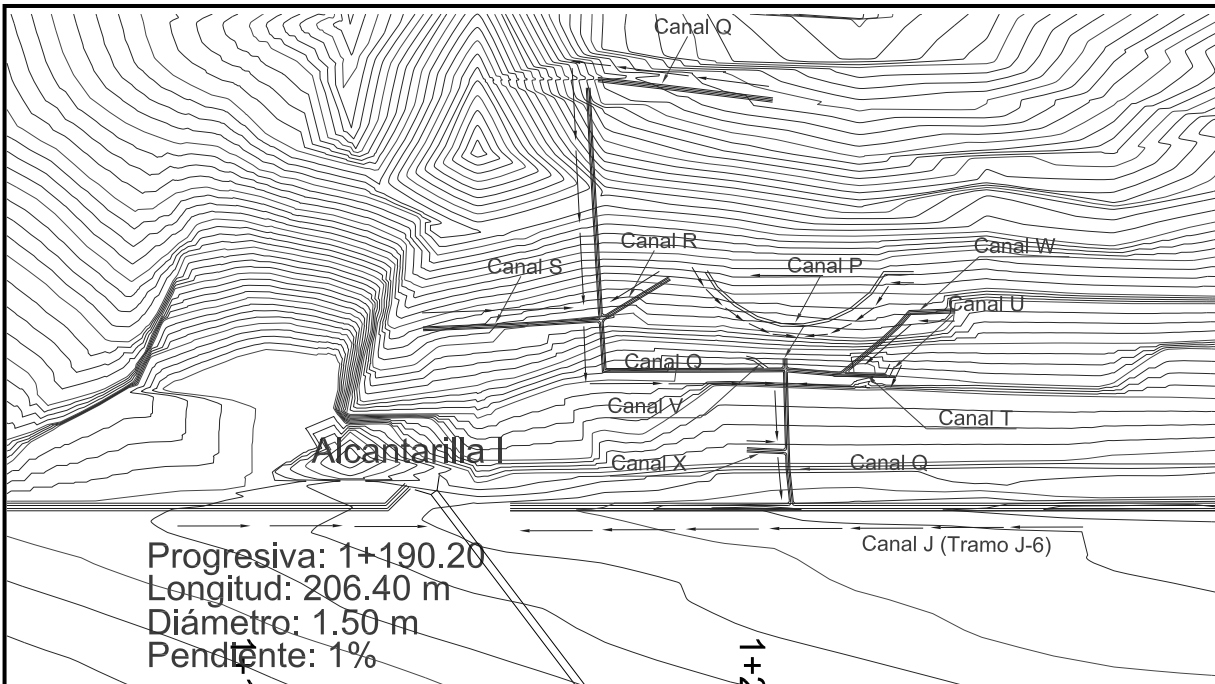 Canal Q
Canal R
Canal S
Canal P
Canal W
Canal U
Canal Q
Canal V
Canal T
Alcantarilla I
Canal X
Canal Q
Canal J (Tramo J-6)
Progresiva: 1+190.20
Longitud: 206.40 m
Diámetro: 1.50 m
Pendiente: 1%